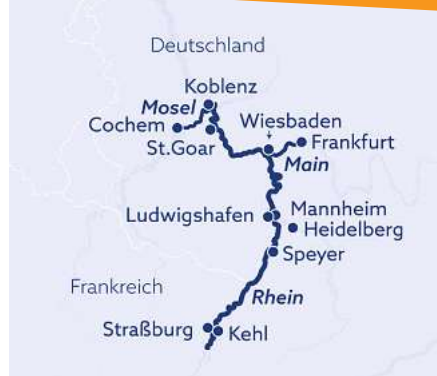 Deutschland
Koblenz
Mosel
Wiesbaden
Cochem
Frankfurt
St.Goar
Main
Ludwigshafen
Mannheim
Heidelberg
Speyer
Frankreich
Rhein
Straßburg
Kehl